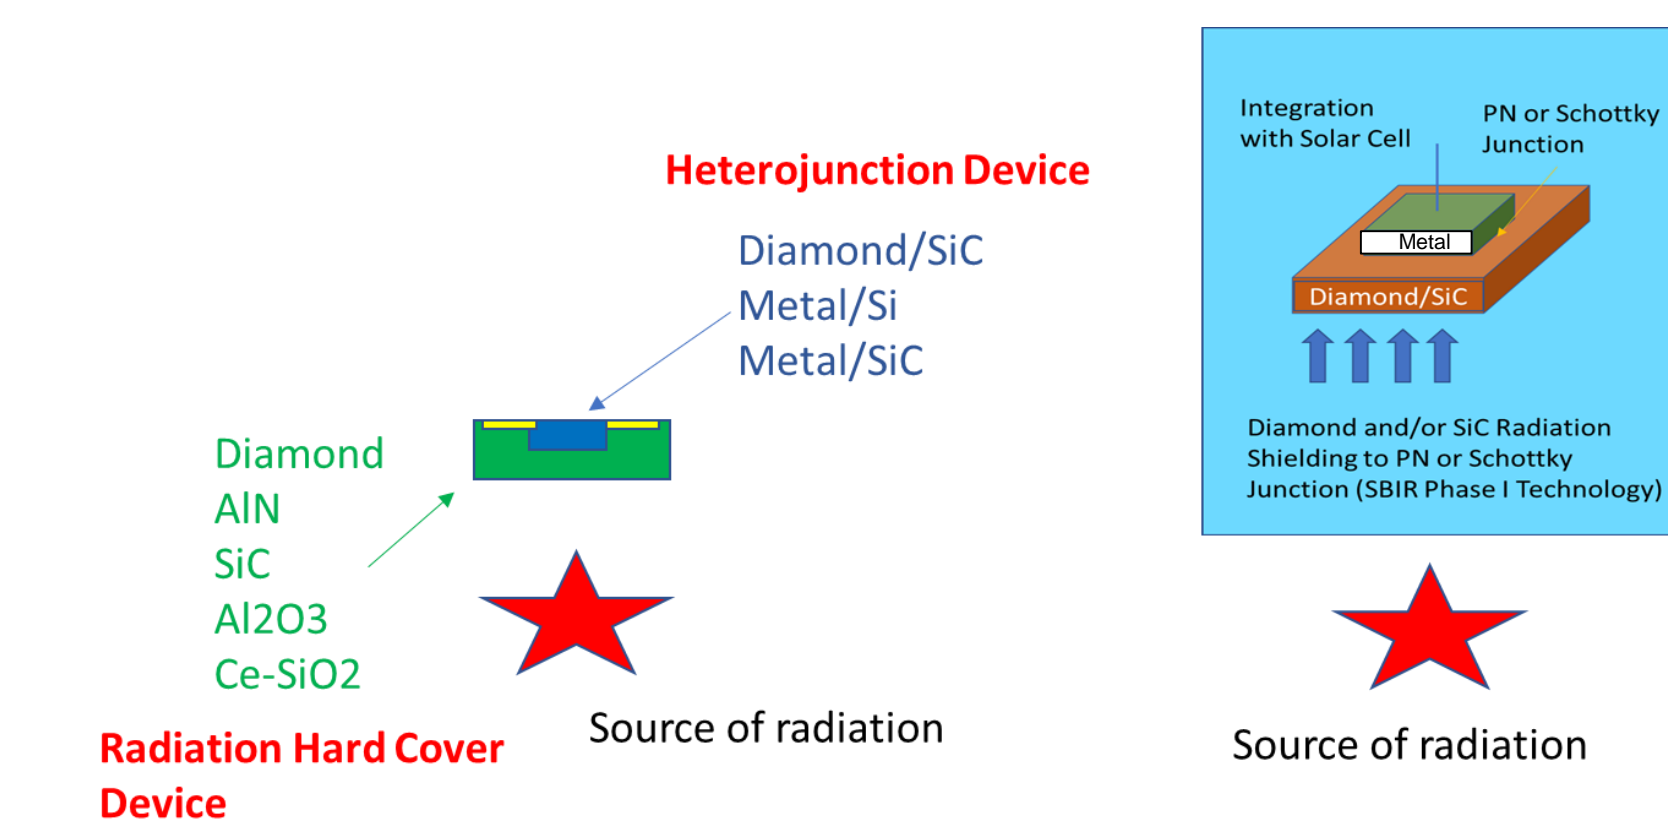 Heterojunction Device
Diamond/SiC
Metal/Si
Metal/SiC
Diamond
AlN
SiC
Al2O3
Ce-SiO2
Radiation Hard Cover
Device
Source of radiation
Integration
with Solar Cell
PN or Schottky
Junction
Metal
Diamond/SiC
Diamond and/or SiC Radiation
Shielding to PN or Schottky
Junction (SBIR Phase I Technology)
Source of radiation